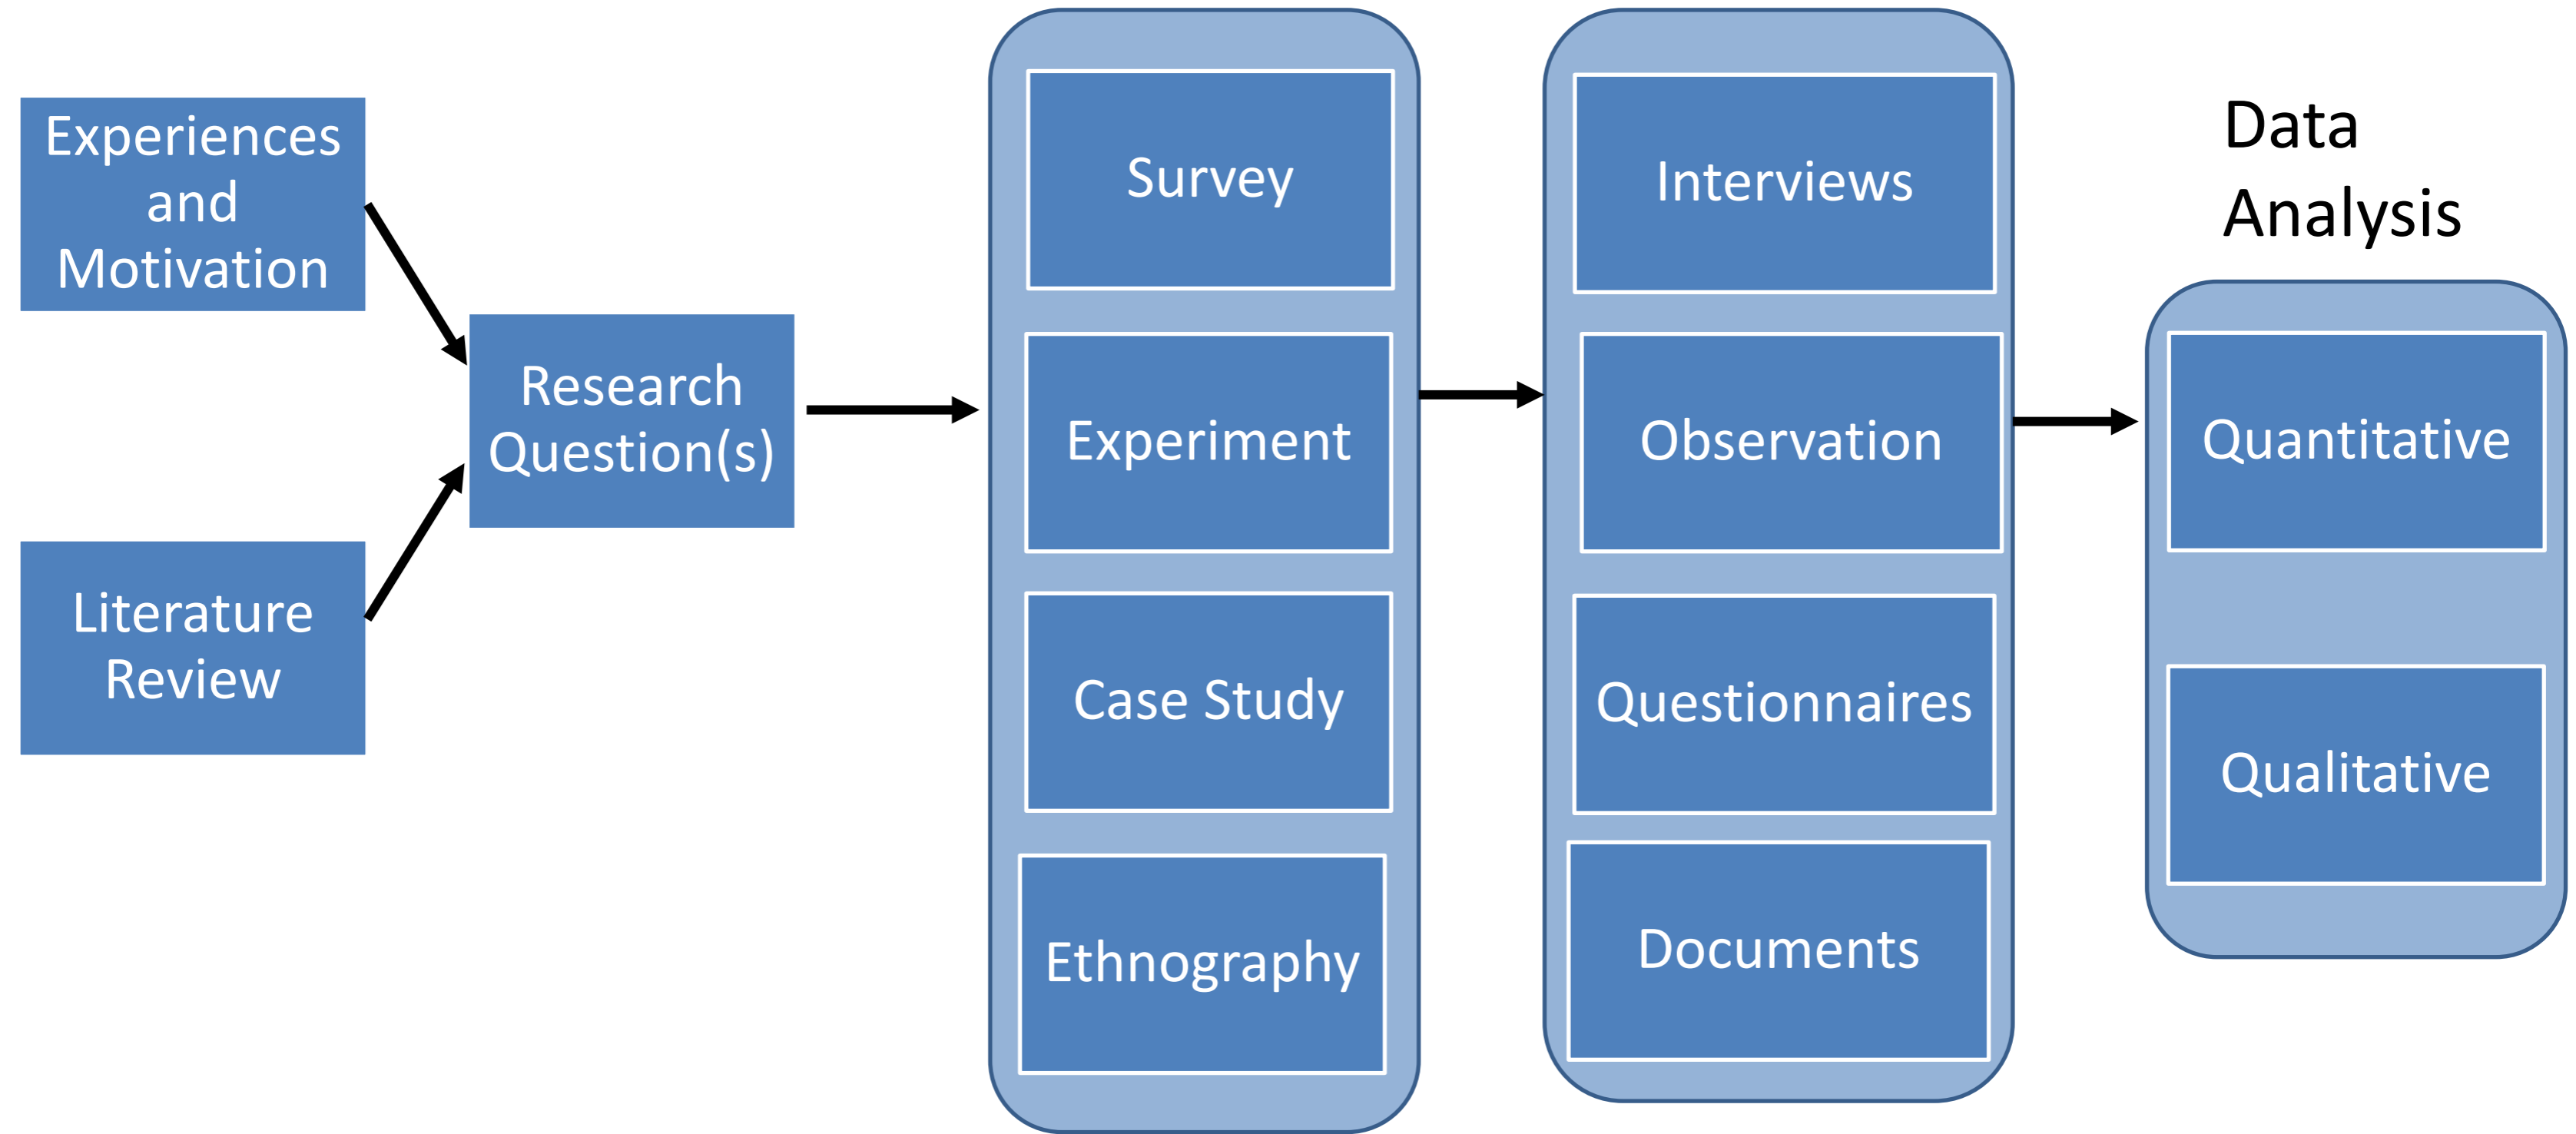 Experiences
and
Motivation
Literature
Review
Research
Question(s)
Survey
Experiment
Case Study
Ethnography
Interviews
Observation
Questionnaires
Documents
Data
Analysis
Quantitative
Qualitative